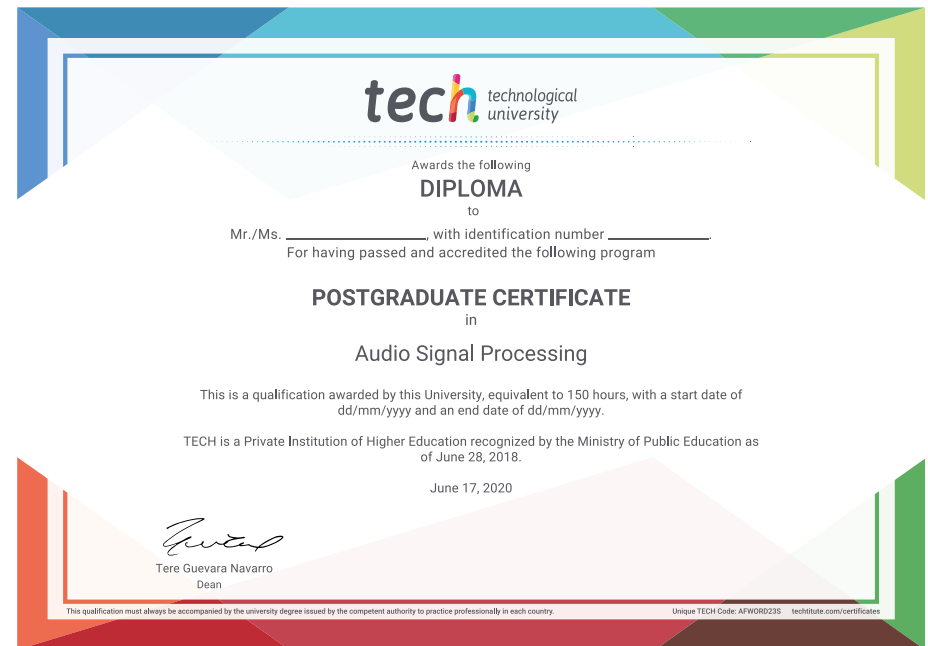 tech technological
university
Awards the following
DIPLOMA
to
Mr./Ms. ____________________, with identification number ______________.
For having passed and accredited the following program
POSTGRADUATE CERTIFICATE
in
Audio Signal Processing
This is a qualification awarded by this University, equivalent to 150 hours, with a start date of
dd/mm/yyyy and an end date of dd/mm/yyyy.
TECH is a Private Institution of Higher Education recognized by the Ministry of Public Education as
of June 28, 2018.
June 17, 2020
Tere Guevara Navarro
Dean
This qualification must always be accompanied by the university degree issued by the competent authority to practice professionally in each country. Unique TECH Code: AFWORD23S techtitute.com/certificates